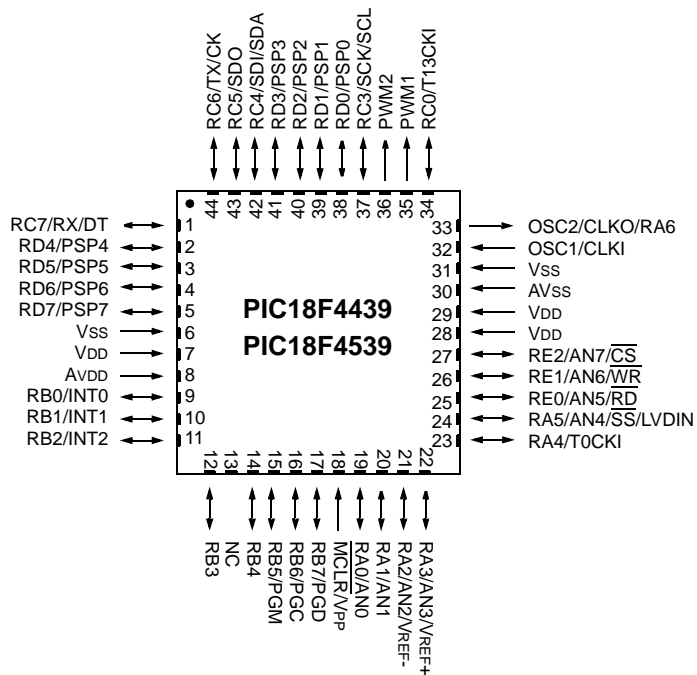 RC6/TX/CK
RC5/SDO
RC4/SDI/SDA
RD3/PSP3
RD2/PSP2
RD1/PSP1
RD0/PSP0
RC3/SCK/SCL
PWM2
PWM1
RC0/T13CKI
44
43
42
41
40
39
38
37
36
35
34
RC7/RX/DT 1
RD4/PSP4 2
RD5/PSP5 3
RD6/PSP6 4
RD7/PSP7 5
VSS 6
VDD 7
AVDD 8
RB0/INT0 9
RB1/INT1 10
RB2/INT2 11
PIC18F4439
PIC18F4539
33 OSC2/CLKO/RA6
32 OSC1/CLKI
31 VSS
30 AVSS
29 VDD
28 VDD
27 RE2/AN7/CS
26 RE1/AN6/WR
25 RE0/AN5/RD
24 RA5/AN4/SS/LVDIN
23 RA4/T0CKI
12
13
14
15
16
17
18
19
20
21
22
RB3
NC
RB4
RB5/PGM
RB6/PGC
RB7/PGD
MCLR/VPP
RA0/AN0
RA1/AN1
RA2/AN2/VREF-
RA3/AN3/VREF+